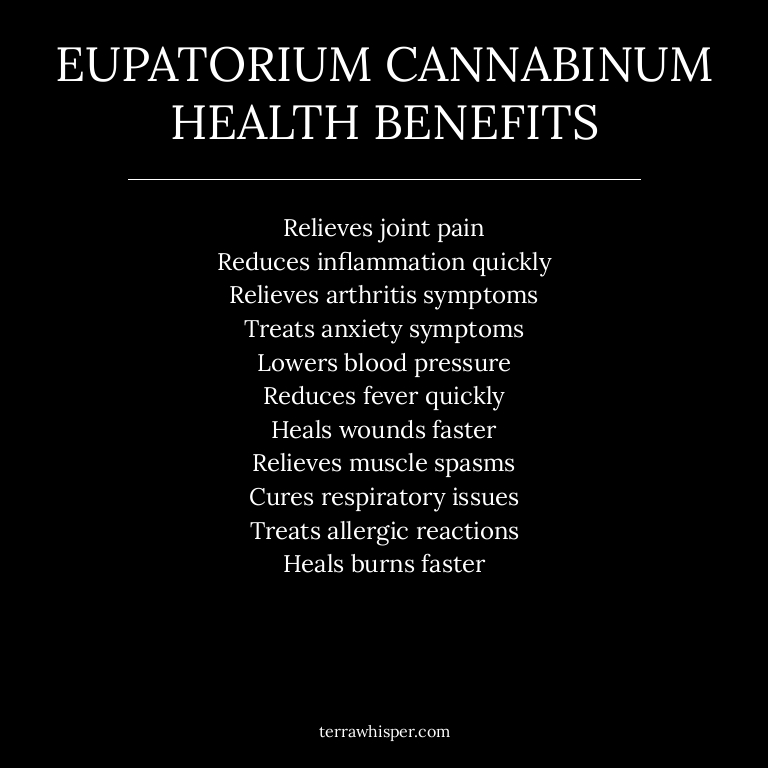 EUPATORIUM CANNABINUM
HEALTH BENEFITS
Relieves joint pain
Reduces inflammation quickly
Relieves arthritis symptoms
Treats anxiety symptoms
Lowers blood pressure
Reduces fever quickly
Heals wounds faster
Relieves muscle spasms
Cures respiratory issues
Treats allergic reactions
Heals burns faster
terrawhisper.com